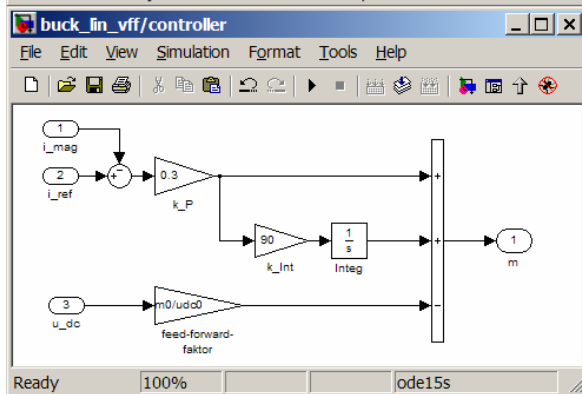 buck_lin_vff/controller
File Edit View Simulation Format Tools Help
1
i_mag
2
i_ref
+ −
0.3
k_P
+
90
k_Int
1
s
Integ
+
1
m
3
u_dc
m0/udc0
feed-forward-
faktor
−
Ready 100% ode15s